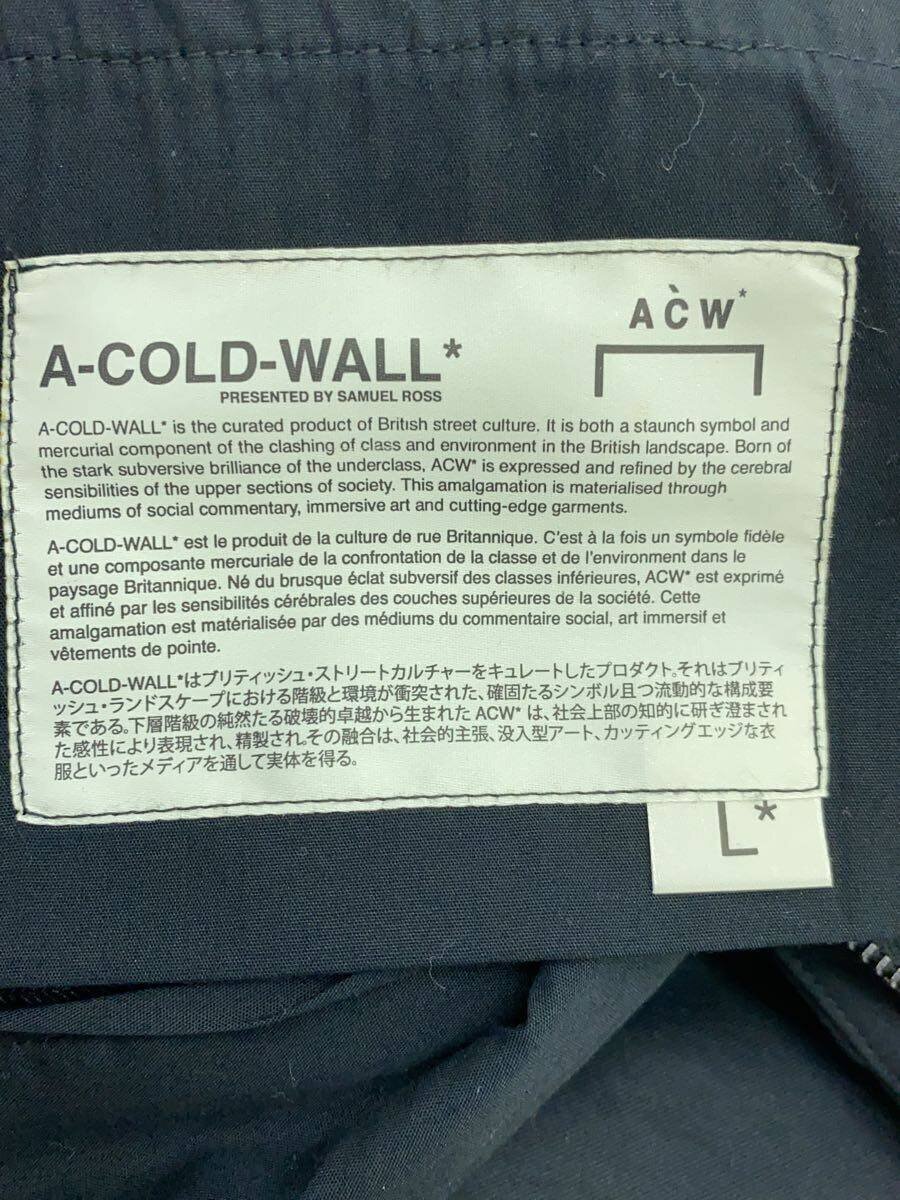 A-COLD-WALL*
PRESENTED BY SAMUEL ROSS
AC̀W*
A-COLD-WALL* is the curated product of British street culture. It is both a staunch symbol and
mercurial component of the clashing of class and environment in the British landscape. Born of
the stark subversive brilliance of the underclass, ACW* is expressed and refined by the cerebral
sensibilities of the upper sections of society. This amalgamation is materialised through
mediums of social commentary, immersive art and cutting-edge garments.
A-COLD-WALL* est le produit de la culture de rue Britannique. C'est à la fois un symbole fidèle
et une composante mercuriale de la confrontation de la classe et de l'environment dans le
paysage Britannique. Né du brusque éclat subversif des classes inférieures, ACW* est exprimé
et affiné par les sensibilités cérébrales des couches supérieures de la société. Cette
amalgamation est matérialisée par des médiums du commentaire social, art immersif et
vêtements de pointe.
A-COLD-WALL*はブリティッシュ・ストリートカルチャーをキュレートしたプロダクト。それはブリティ
ッシュ・ランドスケープにおける階級と環境が衝突された、確固たるシンボル且つ流動的な構成要
素である。下層階級の純然たる破壊的卓越から生まれた ACW* は、社会上部の知的に研ぎ澄まされ
た感性により表現され、精製され。その融合は、社会的主張、没入型アート、カッティングエッジな衣
服といったメディアを通して実体を得る。
L*